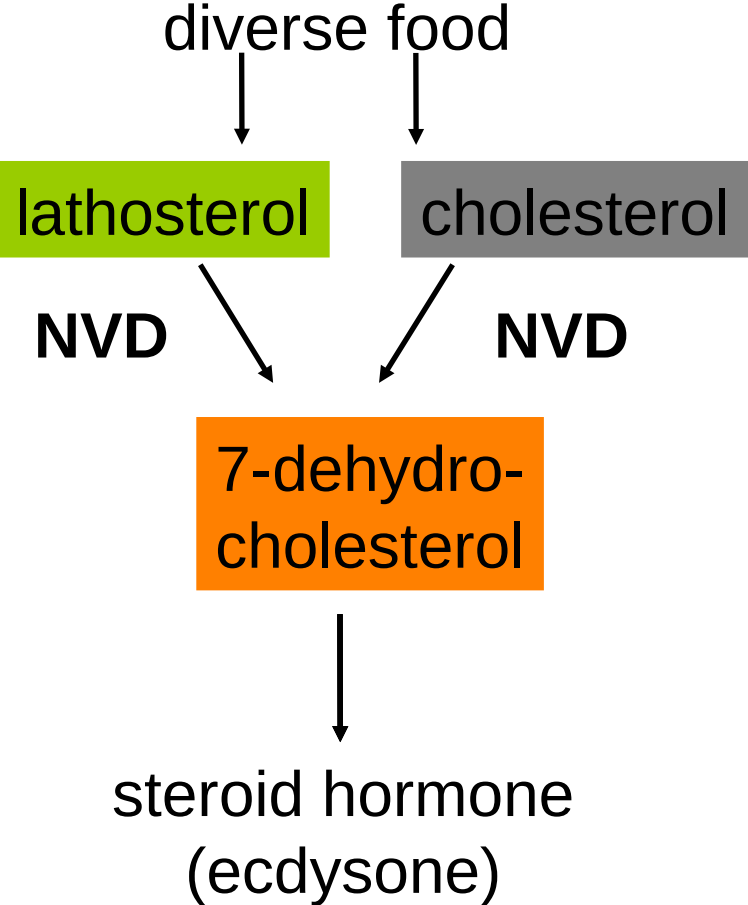 diverse food
lathosterol
cholesterol
NVD
NVD
7-dehydro-
cholesterol
steroid hormone
(ecdysone)